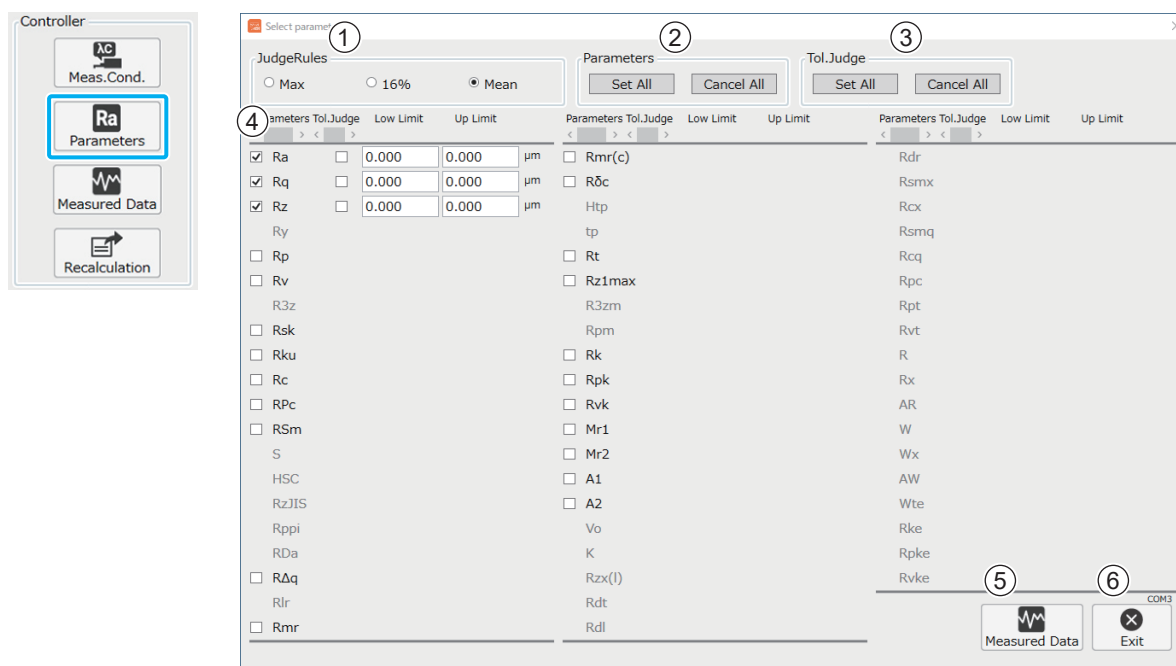 Controller
λC
Meas.Cond.
Ra
Parameters
Measured Data
Recalculation
Select paramet
①
②
③
JudgeRules
Max
16%
Mean
Parameters
Set All
Cancel All
Tol.Judge
Set All
Cancel All
④
ameters Tol.Judge Low Limit Up Limit
Ra 0.000 0.000 µm
Rq 0.000 0.000 µm
Rz 0.000 0.000 µm
Ry
Rp
Rv
R3z
Rsk
Rku
Rc
RPc
RSm
S
HSC
RzJIS
Rppi
RDa
RΔq
Rlr
Rmr
Parameters Tol.Judge Low Limit Up Limit
Rmr(c)
Rδc
Htp
tp
Rt
Rz1max
R3zm
Rpm
Rk
Rpk
Rvk
Mr1
Mr2
A1
A2
Vo
K
Rzx(l)
Rdt
Rdl
Parameters Tol.Judge Low Limit Up Limit
Rdr
Rsmx
Rcx
Rsmq
Rcq
Rpc
Rpt
Rvt
R
Rx
AR
W
Wx
AW
Wte
Rke
Rpke
Rvke
⑤
⑥
COM3
Measured Data
Exit